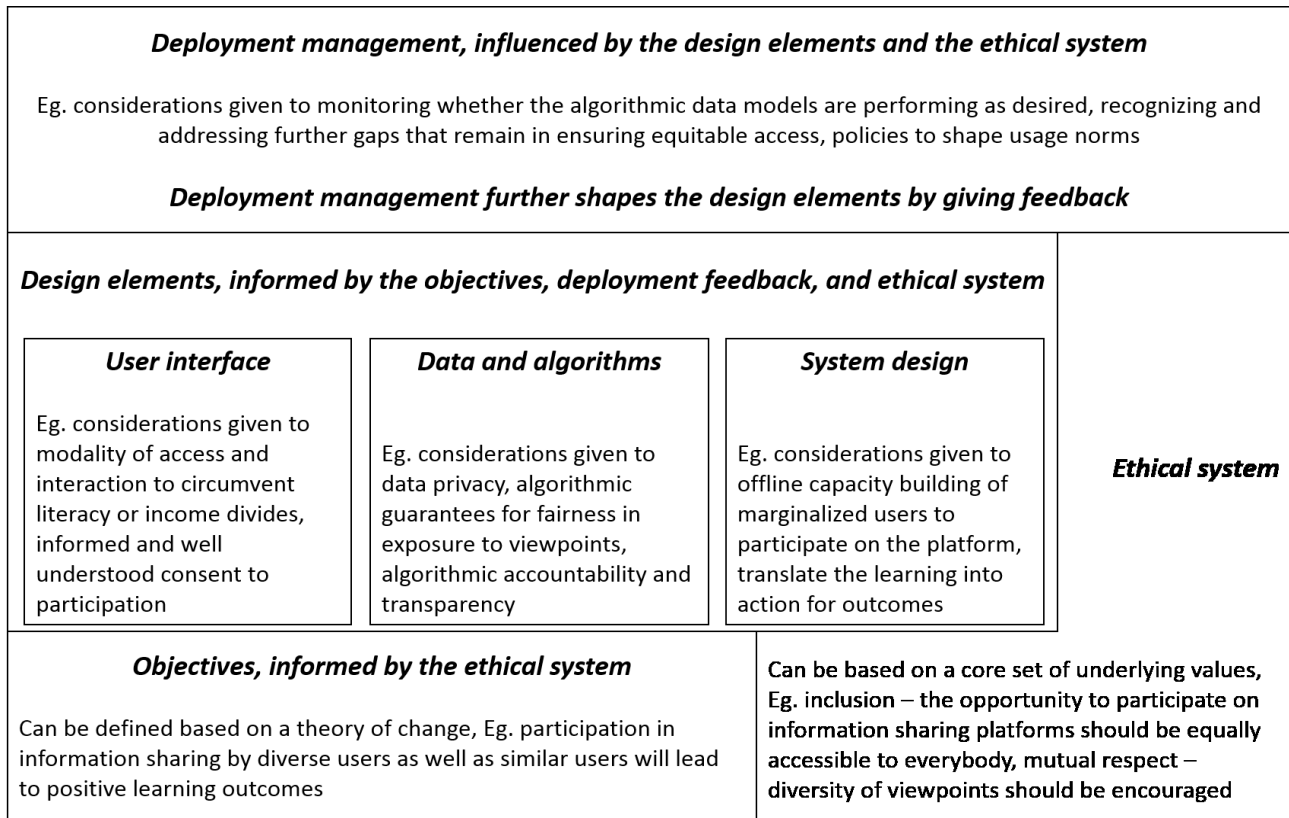 Deployment management, influenced by the design elements and the ethical system
Eg. considerations given to monitoring whether the algorithmic data models are performing as desired, recognizing and
addressing further gaps that remain in ensuring equitable access, policies to shape usage norms
Deployment management further shapes the design elements by giving feedback
Design elements, informed by the objectives, deployment feedback, and ethical system
User interface
Eg. considerations given to
modality of access and
interaction to circumvent
literacy or income divides,
informed and well
understood consent to
participation
Data and algorithms
Eg. considerations given to
data privacy, algorithmic
guarantees for fairness in
exposure to viewpoints,
algorithmic accountability and
transparency
System design
Eg. considerations given to
offline capacity building of
marginalized users to
participate on the platform,
translate the learning into
action for outcomes
Ethical system
Can be based on a core set of underlying values,
Eg. inclusion – the opportunity to participate on
information sharing platforms should be equally
accessible to everybody, mutual respect –
diversity of viewpoints should be encouraged
Objectives, informed by the ethical system
Can be defined based on a theory of change, Eg. participation in
information sharing by diverse users as well as similar users will lead
to positive learning outcomes